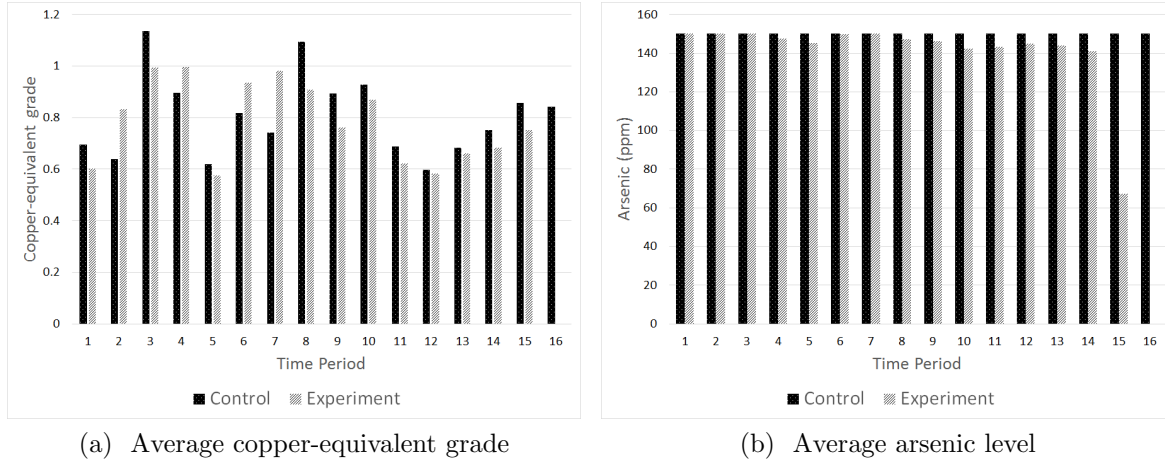 1.2
1
0.8
0.6
0.4
0.2
0
Copper-equivalent grade
1 2 3 4 5 6 7 8 9 10 11 12 13 14 15 16
Time Period
Control Experiment
(a) Average copper-equivalent grade
160
140
120
100
80
60
40
20
0
Arsenic (ppm)
1 2 3 4 5 6 7 8 9 10 11 12 13 14 15 16
Time Period
Control Experiment
(b) Average arsenic level